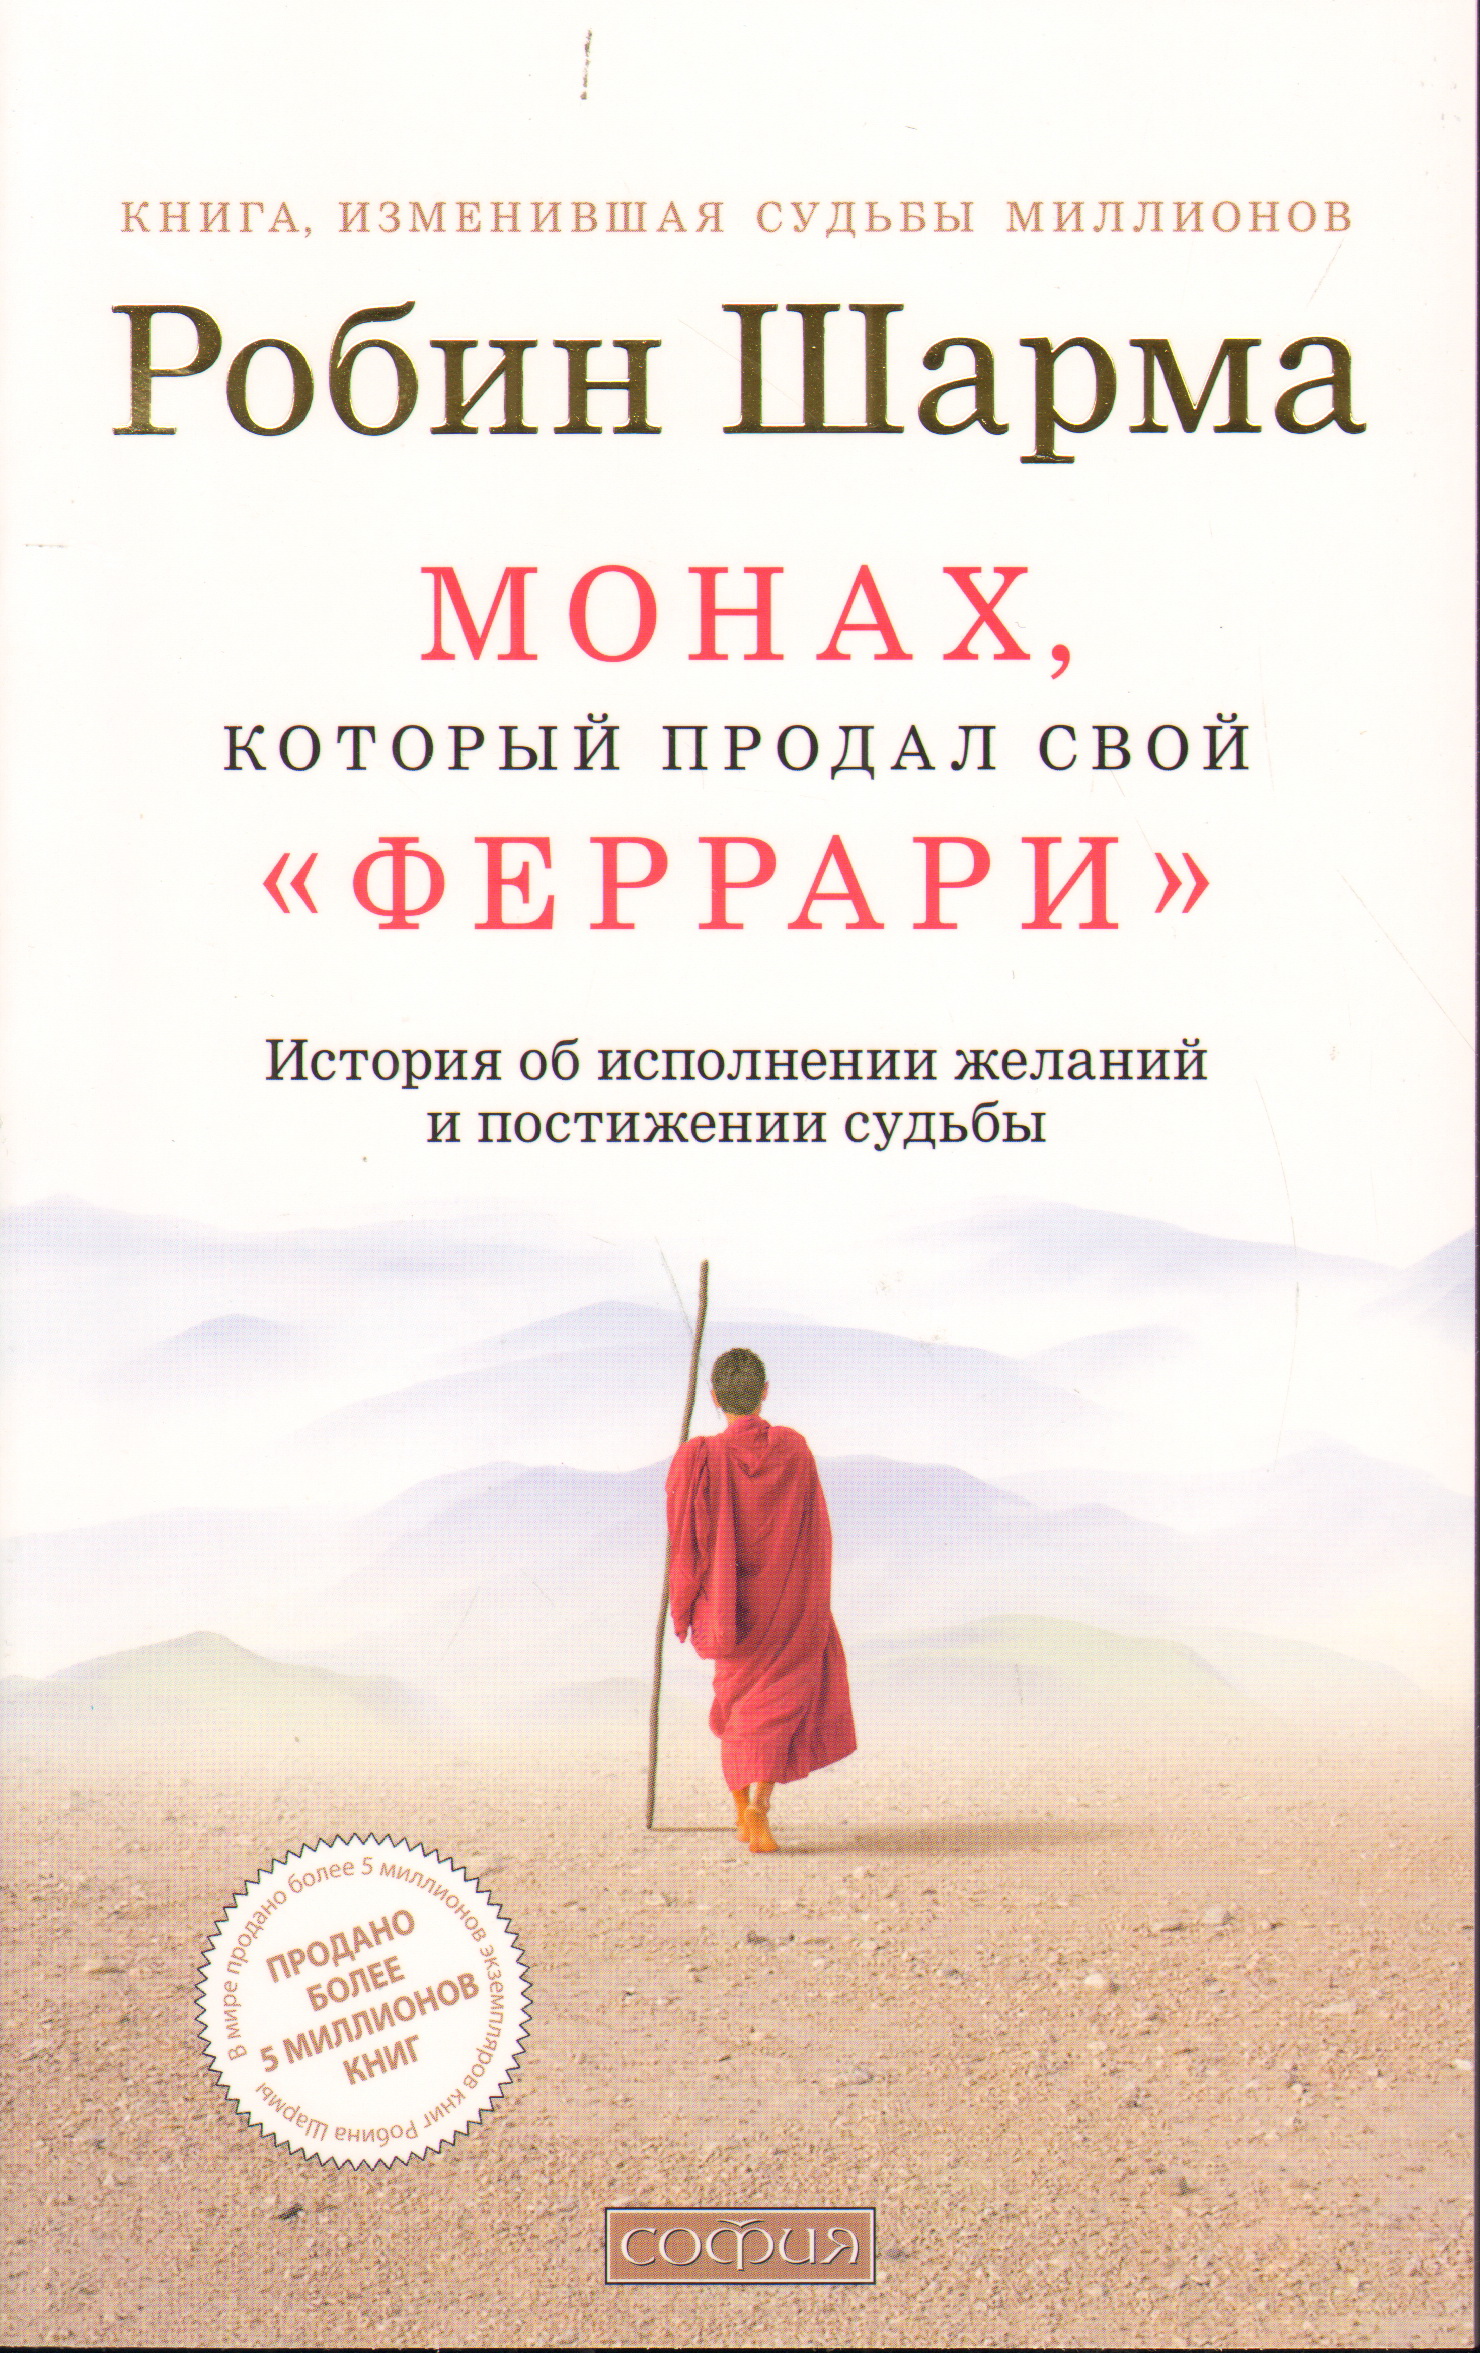 КНИГА, ИЗМЕНИВШАЯ СУДЬБЫ МИЛЛИОНОВ
Робин Шарма
МОНАХ,
КОТОРЫЙ ПРОДАЛ СВОЙ
«ФЕРРАРИ»
История об исполнении желаний
и постижении судьбы
В мире продано более 5 миллионов экземпляров книг Робина Шармы
ПРОДАНО
БОЛЕЕ
5 МИЛЛИОНОВ
КНИГ
СОФИЯ